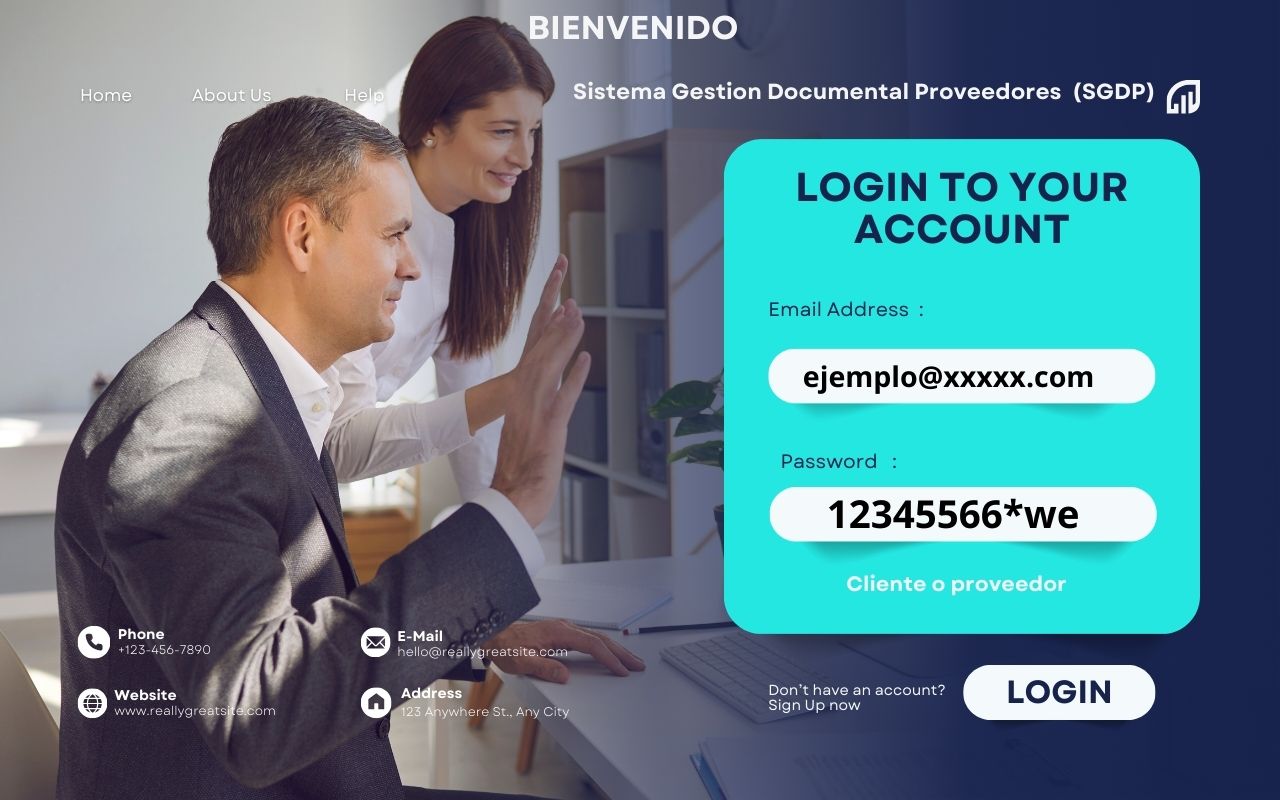 BIENVENIDO
Home About Us Help
Sistema Gestion Documental Proveedores (SGDP)
LOGIN TO YOUR
ACCOUNT
Email Address :
ejemplo@xxxxx.com
Password :
12345566*we
Cliente o proveedor
Phone
+123-456-7890
E-Mail
hello@reallygreatsite.com
Website
www.reallygreatsite.com
Address
123 Anywhere St., Any City
Don't have an account?
Sign Up now
LOGIN